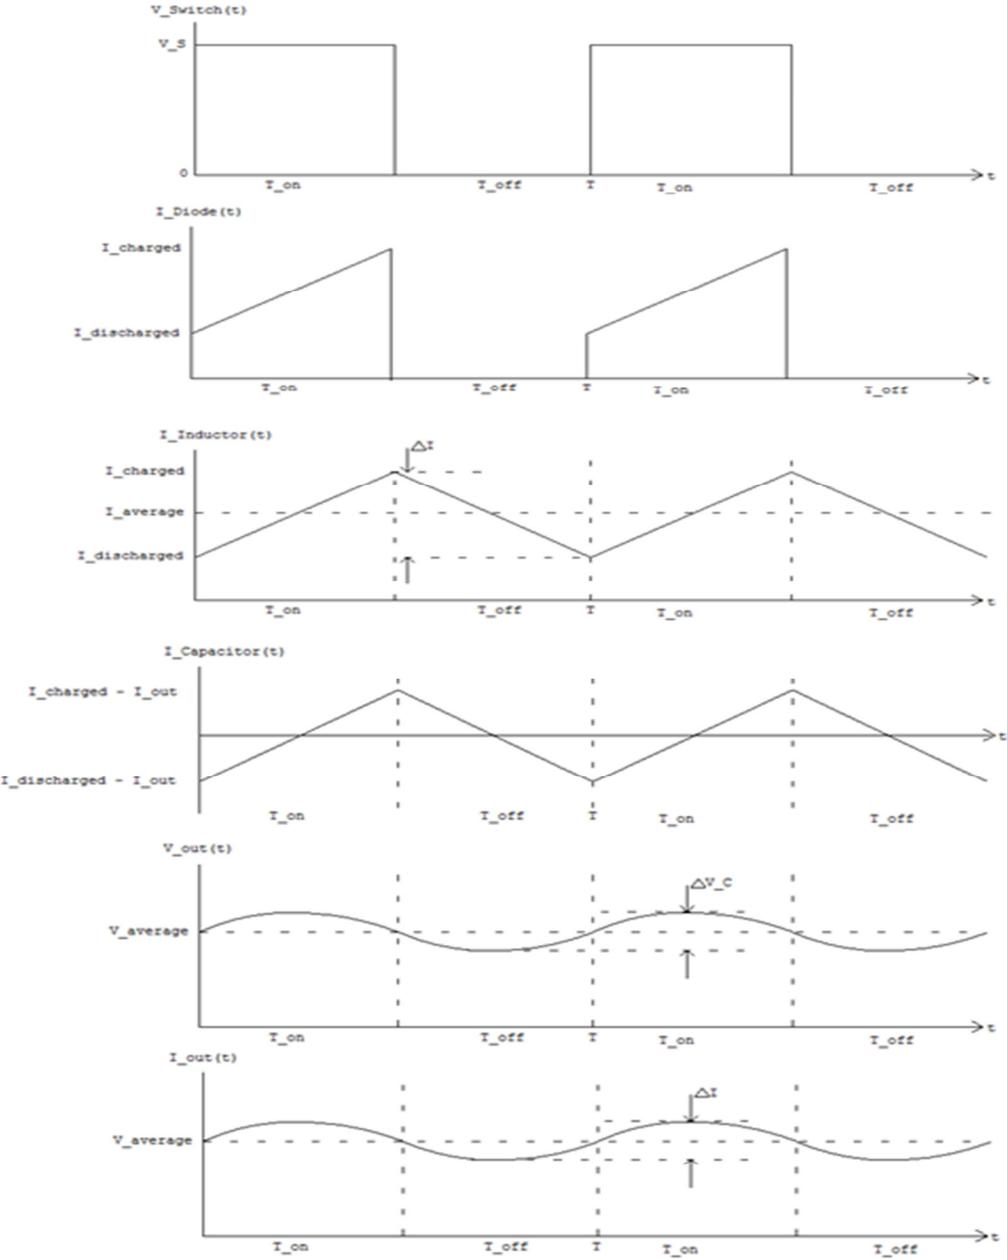 V_Switch(t)
V_S
0
T_on T_off T T_on T_off t
I_Diode(t)
I_charged
I_discharged
T_on T_off T T_on T_off t
I_Inductor(t)
△I
I_charged
I_average
I_discharged
T_on T_off T T_on T_off t
I_Capacitor(t)
I_charged - I_out
t
I_discharged - I_out
T_on T_off T T_on T_off
V_out(t)
△V_C
V_average
T_on T_off T T_on T_off t
I_out(t)
△I
V_average
T_on T_off T T_on T_off t